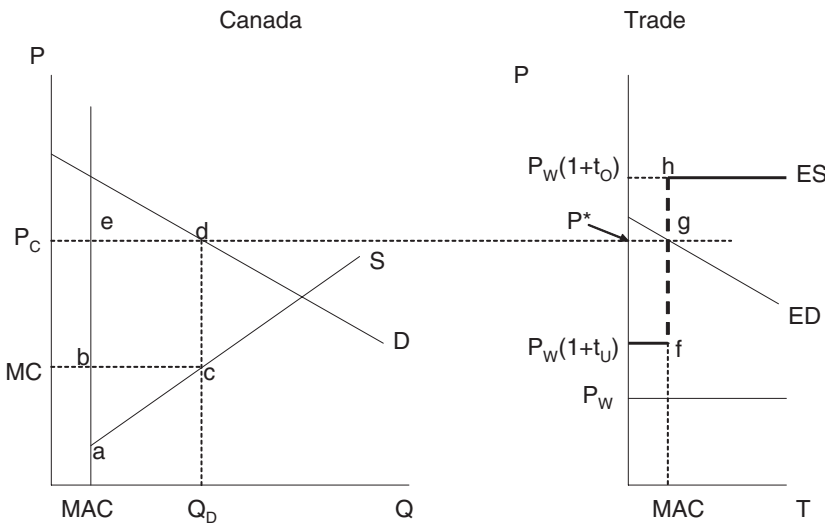 Canada
Trade
P
P
P_W(1+t_O)
h
ES
e
d
P_C
P*
g
S
ED
D
b
P_W(1+t_U)
f
MC
c
P_W
a
MAC
Q_D
Q
MAC
T